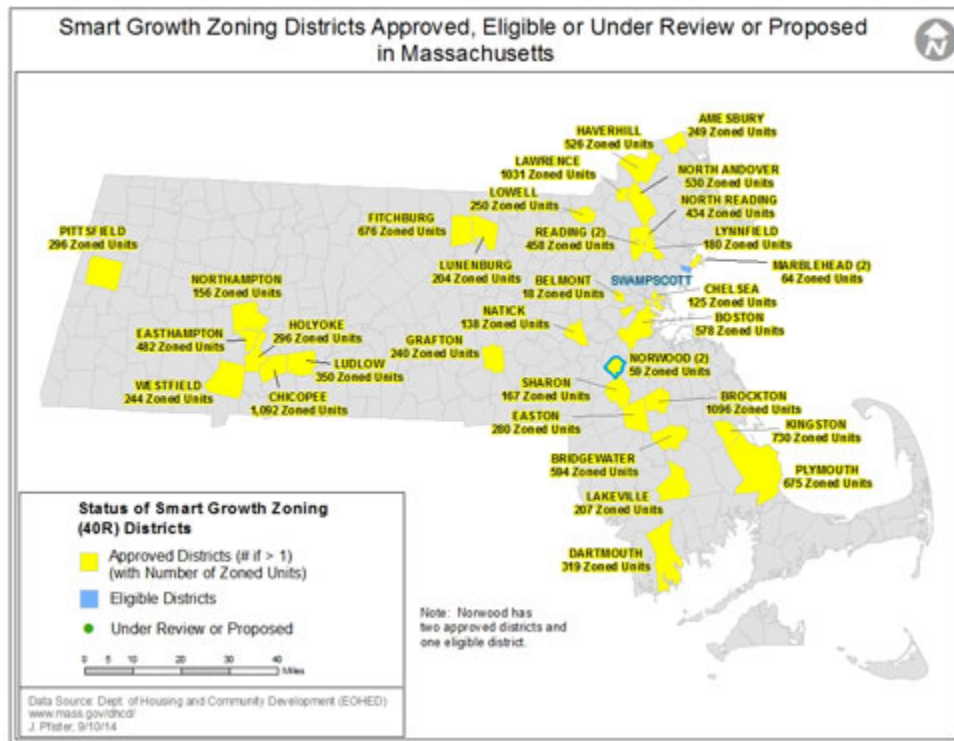 Smart Growth Zoning Districts Approved, Eligible or Under Review or Proposed
in Massachusetts
N
AMESBURY
249 Zoned Units
HAVERHILL
526 Zoned Units
LAWRENCE
1031 Zoned Units
NORTH ANDOVER
530 Zoned Units
LOWELL
250 Zoned Units
NORTH READING
434 Zoned Units
FITCHBURG
676 Zoned Units
READING (2)
458 Zoned Units
LYNNFIELD
180 Zoned Units
PITTSFIELD
296 Zoned Units
LUNENBURG
204 Zoned Units
MARBLEHEAD (2)
64 Zoned Units
SWAMPSCOTT
NORTHAMPTON
156 Zoned Units
BELMONT
18 Zoned Units
CHELSEA
125 Zoned Units
NATICK
138 Zoned Units
BOSTON
578 Zoned Units
EASTHAMPTON
482 Zoned Units
HOLYOKE
296 Zoned Units
GRAFTON
240 Zoned Units
LUDLOW
350 Zoned Units
NORWOOD (2)
59 Zoned Units
WESTFIELD
244 Zoned Units
CHICOPEE
1,092 Zoned Units
SHARON
167 Zoned Units
BROCKTON
1096 Zoned Units
EASTON
280 Zoned Units
KINGSTON
730 Zoned Units
BRIDGEWATER
594 Zoned Units
PLYMOUTH
675 Zoned Units
LAKEVILLE
207 Zoned Units
DARTMOUTH
319 Zoned Units
Status of Smart Growth Zoning
(40R) Districts
Approved Districts (# if > 1)
(with Number of Zoned Units)
Eligible Districts
Under Review or Proposed
0 5 10 20 30 40
Miles
Note: Norwood has
two approved districts and
one eligible district.
Data Source: Dept. of Housing and Community Development (EOHED)
www.mass.gov/dhcd/
J. Pfister, 9/10/14